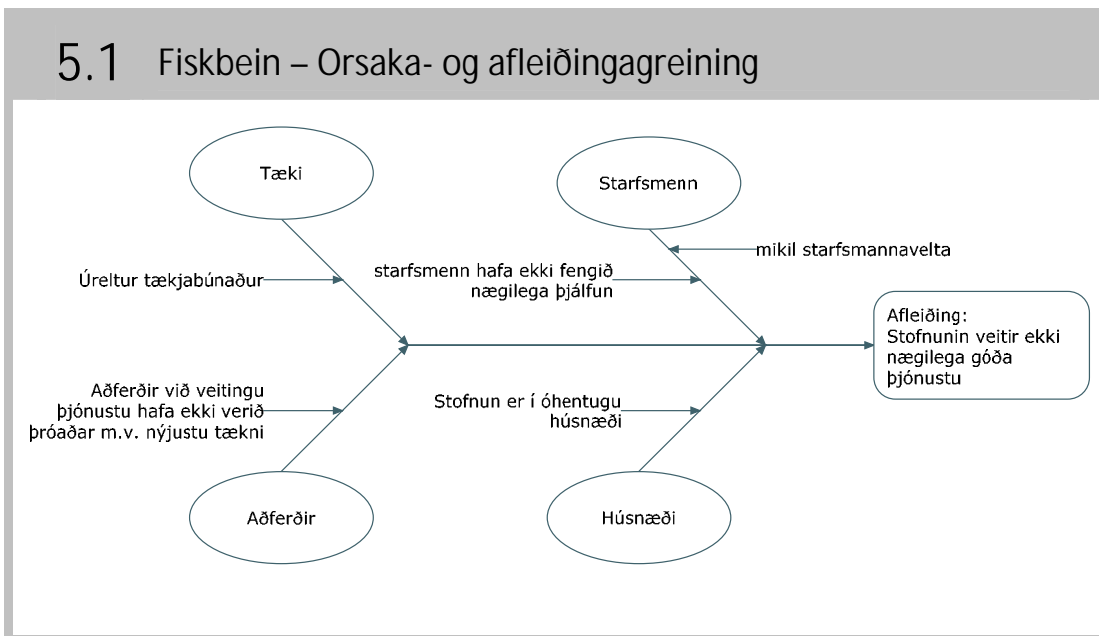 5.1 Fiskbein – Orsaka- og afleiðingagreining
Tæki
Starfsmenn
mikil starfsmannavelta
Úreltur tækjabúnaður
starfsmenn hafa ekki fengið
nægilega þjálfun
Afleiðing:
Stofnunin veitir ekki
nægilega góða
þjónustu
Aðferðir við veitingu
þjónustu hafa ekki verið
þróaðar m.v. nýjustu tækni
Stofnun er í óhentugu
húsnæði
Aðferðir
Húsnæði